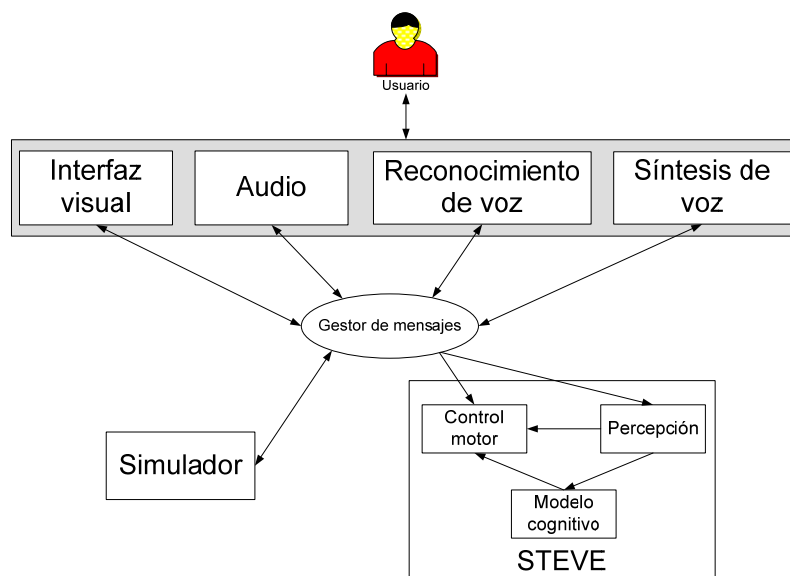 Usuario
Interfaz
visual
Audio
Reconocimiento
de voz
Síntesis de
voz
Gestor de mensajes
Simulador
Control
motor
Percepción
Modelo
cognitivo
STEVE